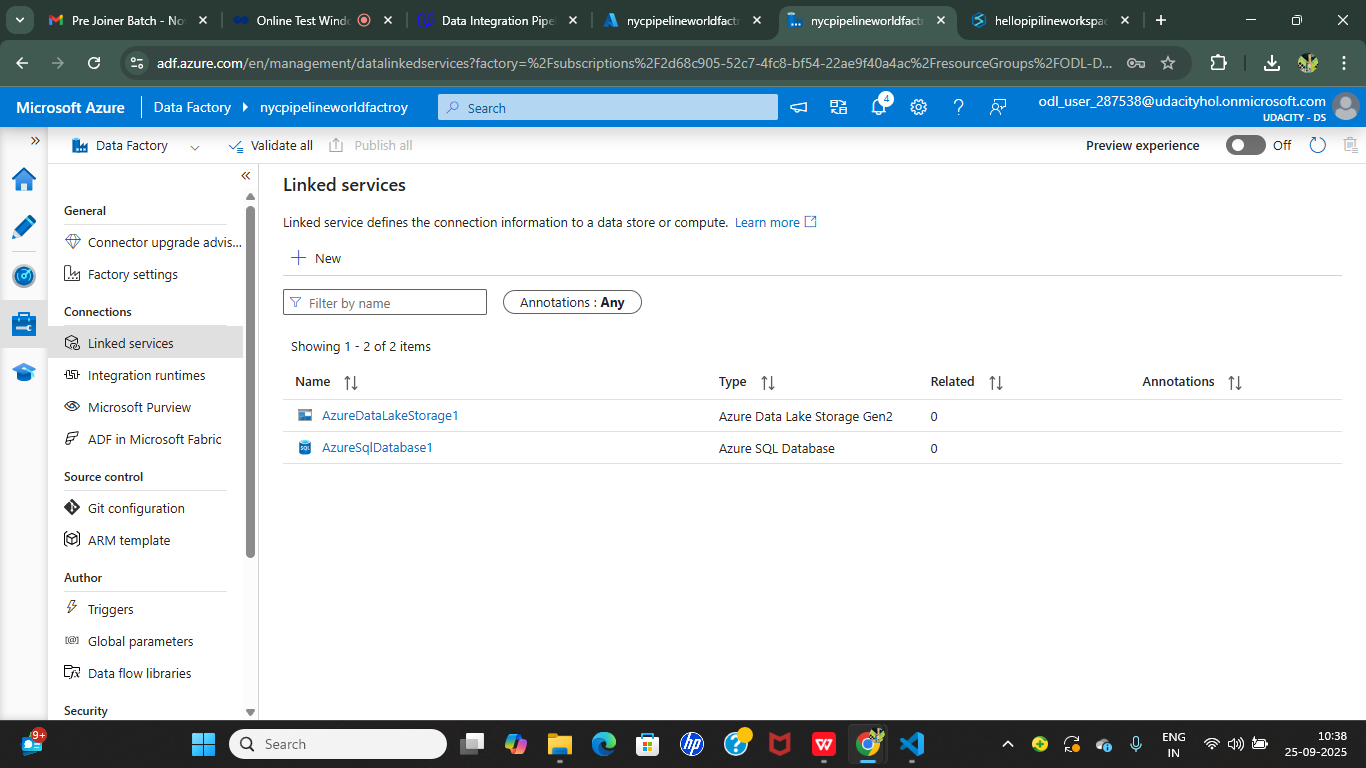 Pre Joiner Batch - No
Online Test Wind
Data Integration Pipe
nycpipelineworldfact
nycpipelineworldfactr
hellopipilineworkspa
adf.azure.com/en/management/datalinkedservices?factory=%2Fsubscriptions%2F2d68c905-52c7-4fc8-bf54-22ae9f40a4ac%2FresourceGroups%2FODL-D...
Microsoft Azure
Data Factory
nycpipelineworldfactroy
Search
4
odl_user_287538@udacityhol.onmicrosoft.com
UDACITY - DS
Data Factory
Validate all
Publish all
Preview experience
Off
General
Connector upgrade advis...
Factory settings
Connections
Linked services
Integration runtimes
Microsoft Purview
ADF in Microsoft Fabric
Source control
Git configuration
ARM template
Author
Triggers
Global parameters
Data flow libraries
Security
Linked services
Linked service defines the connection information to a data store or compute. Learn more
New
Filter by name
Annotations : Any
Showing 1 - 2 of 2 items
Name Type Related Annotations
AzureDataLakeStorage1 Azure Data Lake Storage Gen2 0
AzureSqlDatabase1 Azure SQL Database 0
9+
Search
ENG
IN
10:38
25-09-2025